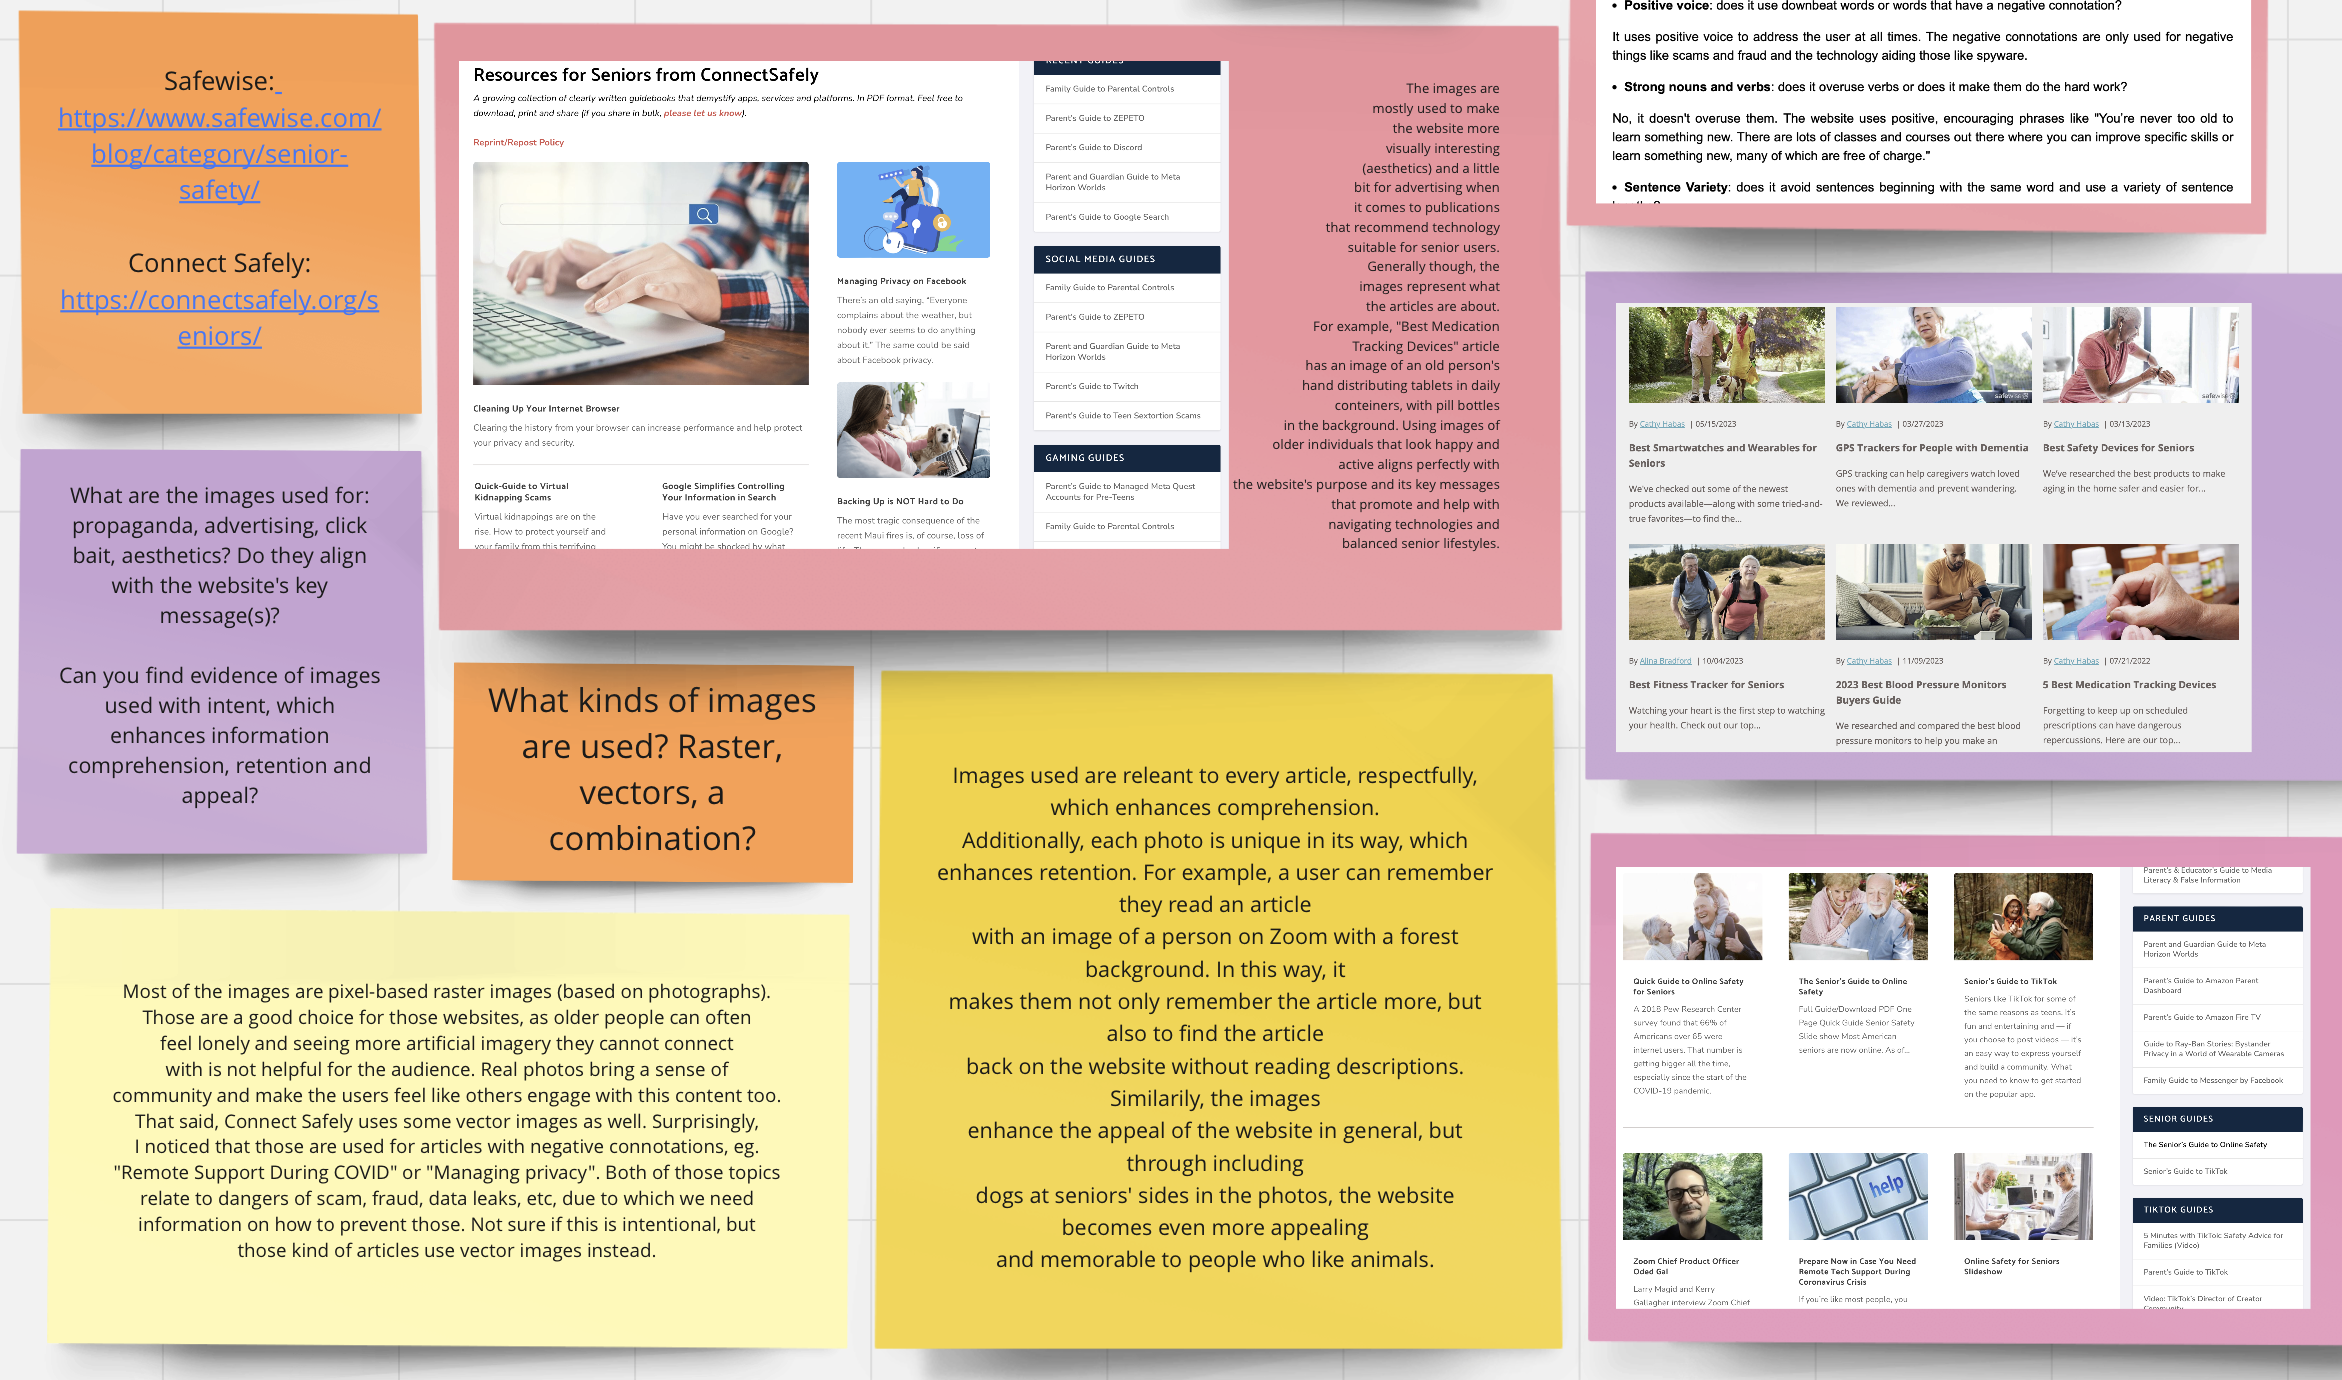 Safewise:
https://www.safewise.com/
blog/category/senior-
safety/
Connect Safely:
https://connectsafely.org/s
eniors/
What are the images used for:
propaganda, advertising, click
bait, aesthetics? Do they align
with the website's key
message(s)?
Can you find evidence of images
used with intent, which
enhances information
comprehension, retention and
appeal?
Resources for Seniors from ConnectSafely
A growing collection of clearly written guidebooks that demystify apps, services and platforms. In PDF format. Feel free to
download, print and share (if you share in bulk, please let us know).
Reprint/Repost Policy
Cleaning Up Your Internet Browser
Clearing the history from your browser can increase performance and help protect
your privacy and security.
Quick-Guide to Virtual
Kidnapping Scams
Virtual kidnappings are on the
rise. How to protect yourself and
your family from this terrifying
Google Simplifies Controlling
Your Information in Search
Have you ever searched for your
personal information on Google?
You might be shocked by what
Managing Privacy on Facebook
There's an old saying, "Everyone
complains about the weather, but
nobody ever seems to do anything
about it." The same could be said
about Facebook privacy.
Backing Up is NOT Hard to Do
The most tragic consequence of the
recent Maui fires is, of course, loss of
RECENT GUIDES
Family Guide to Parental Controls
Parent's Guide to ZEPETO
Parent's Guide to Discord
Parent and Guardian Guide to Meta
Horizon Worlds
Parent's Guide to Google Search
SOCIAL MEDIA GUIDES
Family Guide to Parental Controls
Parent's Guide to ZEPETO
Parent and Guardian Guide to Meta
Horizon Worlds
Parent's Guide to Twitch
Parent's Guide to Teen Sextortion Scams
GAMING GUIDES
Parent's Guide to Managed Meta Quest
Accounts for Pre-Teens
Family Guide to Parental Controls
The images are
mostly used to make
the website more
visually interesting
(aesthetics) and a little
bit for advertising when
it comes to publications
that recommend technology
suitable for senior users.
Generally though, the
images represent what
the articles are about.
For example, "Best Medication
Tracking Devices" article
has an image of an old person's
hand distributing tablets in daily
conteiners, with pill bottles
in the background. Using images of
older individuals that look happy and
active aligns perfectly with
the website's purpose and its key messages
that promote and help with
navigating technologies and
balanced senior lifestyles.
What kinds of images
are used? Raster,
vectors, a
combination?
Most of the images are pixel-based raster images (based on photographs).
Those are a good choice for those websites, as older people can often
feel lonely and seeing more artificial imagery they cannot connect
with is not helpful for the audience. Real photos bring a sense of
community and make the users feel like others engage with this content too.
That said, Connect Safely uses some vector images as well. Surprisingly,
I noticed that those are used for articles with negative connotations, eg.
"Remote Support During COVID" or "Managing privacy". Both of those topics
relate to dangers of scam, fraud, data leaks, etc, due to which we need
information on how to prevent those. Not sure if this is intentional, but
those kind of articles use vector images instead.
Images used are releant to every article, respectfully,
which enhances comprehension.
Additionally, each photo is unique in its way, which
enhances retention. For example, a user can remember
they read an article
with an image of a person on Zoom with a forest
background. In this way, it
makes them not only remember the article more, but
also to find the article
back on the website without reading descriptions.
Similarily, the images
enhance the appeal of the website in general, but
through including
dogs at seniors' sides in the photos, the website
becomes even more appealing
and memorable to people who like animals.
• Positive voice: does it use downbeat words or words that have a negative connotation?
It uses positive voice to address the user at all times. The negative connotations are only used for negative
things like scams and fraud and the technology aiding those like spyware.
• Strong nouns and verbs: does it overuse verbs or does it make them do the hard work?
No, it doesn't overuse them. The website uses positive, encouraging phrases like "You're never too old to
learn something new. There are lots of classes and courses out there where you can improve specific skills or
learn something new, many of which are free of charge."
• Sentence Variety: does it avoid sentences beginning with the same word and use a variety of sentence
safewise
safewise
By Cathy Habas | 05/15/2023
Best Smartwatches and Wearables for
Seniors
We've checked out some of the newest
products available—along with some tried-and-
true favorites—to find the...
By Cathy Habas | 03/27/2023
GPS Trackers for People with Dementia
GPS tracking can help caregivers watch loved
ones with dementia and prevent wandering.
We reviewed...
By Cathy Habas | 03/13/2023
Best Safety Devices for Seniors
We've researched the best products to make
aging in the home safer and easier for...
By Alina Bradford | 10/04/2023
Best Fitness Tracker for Seniors
Watching your heart is the first step to watching
your health. Check out our top...
By Cathy Habas | 11/09/2023
2023 Best Blood Pressure Monitors
Buyers Guide
We researched and compared the best blood
pressure monitors to help you make an
By Cathy Habas | 07/21/2022
5 Best Medication Tracking Devices
Forgetting to keep up on scheduled
prescriptions can have dangerous
repercussions. Here are our top...
Quick Guide to Online Safety
for Seniors
A 2018 Pew Research Center
survey found that 66% of
Americans over 65 were
internet users. That number is
getting bigger all the time,
especially since the start of the
COVID-19 pandemic.
The Senior's Guide to Online
Safety
Full Guide/Download PDF One
Page Quick Guide Senior Safety
Slide show Most American
seniors are now online. As of...
Senior's Guide to TikTok
Seniors like TikTok for some of
the same reasons as teens. It's
fun and entertaining and — if
you choose to post videos — it's
an easy way to express yourself
and build a community. What
you need to know to get started
on the popular app.
help
Zoom Chief Product Officer
Oded Gal
Larry Magid and Kerry
Gallagher interview Zoom Chief
Prepare Now in Case You Need
Remote Tech Support During
Coronavirus Crisis
If you're like most people, you
Online Safety for Seniors
Slideshow
Parent's & Educator's Guide to Media
Literacy & False Information
PARENT GUIDES
Parent and Guardian Guide to Meta
Horizon Worlds
Parent's Guide to Amazon Parent
Dashboard
Parent's Guide to Amazon Fire TV
Guide to Ray-Ban Stories: Bystander
Privacy in a World of Wearable Cameras
Family Guide to Messenger by Facebook
SENIOR GUIDES
The Senior's Guide to Online Safety
Senior's Guide to TikTok
TIKTOK GUIDES
5 Minutes with TikTok: Safety Advice for
Families (Video)
Parent's Guide to TikTok
Video: TikTok's Director of Creator
Community